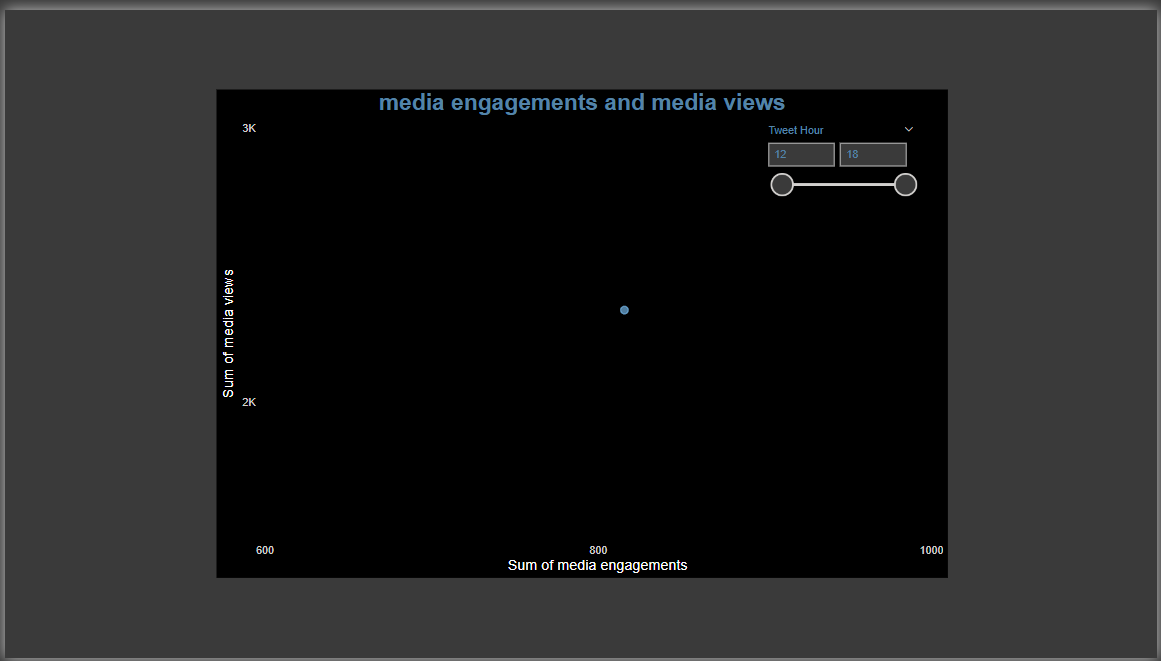 media engagements and media views
3K
Tweet Hour
12 18
Sum of media views
2K
600 800 1000
Sum of media engagements